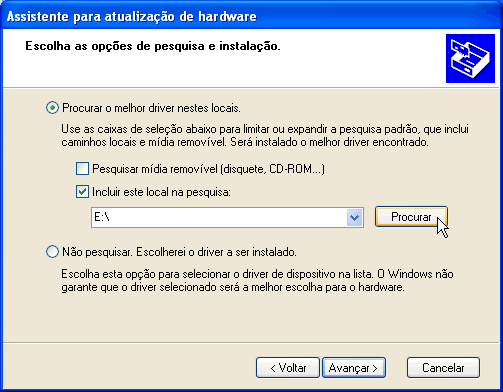 Assistente para atualização de hardware
Escolha as opções de pesquisa e instalação.
Procurar o melhor driver nestes locais.
Use as caixas de seleção abaixo para limitar ou expandir a pesquisa padrão, que inclui
caminhos locais e mídia removível. Será instalado o melhor driver encontrado.
Pesquisar mídia removível (disquete, CD-ROM...)
Incluir este local na pesquisa:
E:\
Procurar
Não pesquisar. Escolherei o driver a ser instalado.
Escolha esta opção para selecionar o driver de dispositivo na lista. O Windows não
garante que o driver selecionado será a melhor escolha para o hardware.
< Voltar
Avançar >
Cancelar